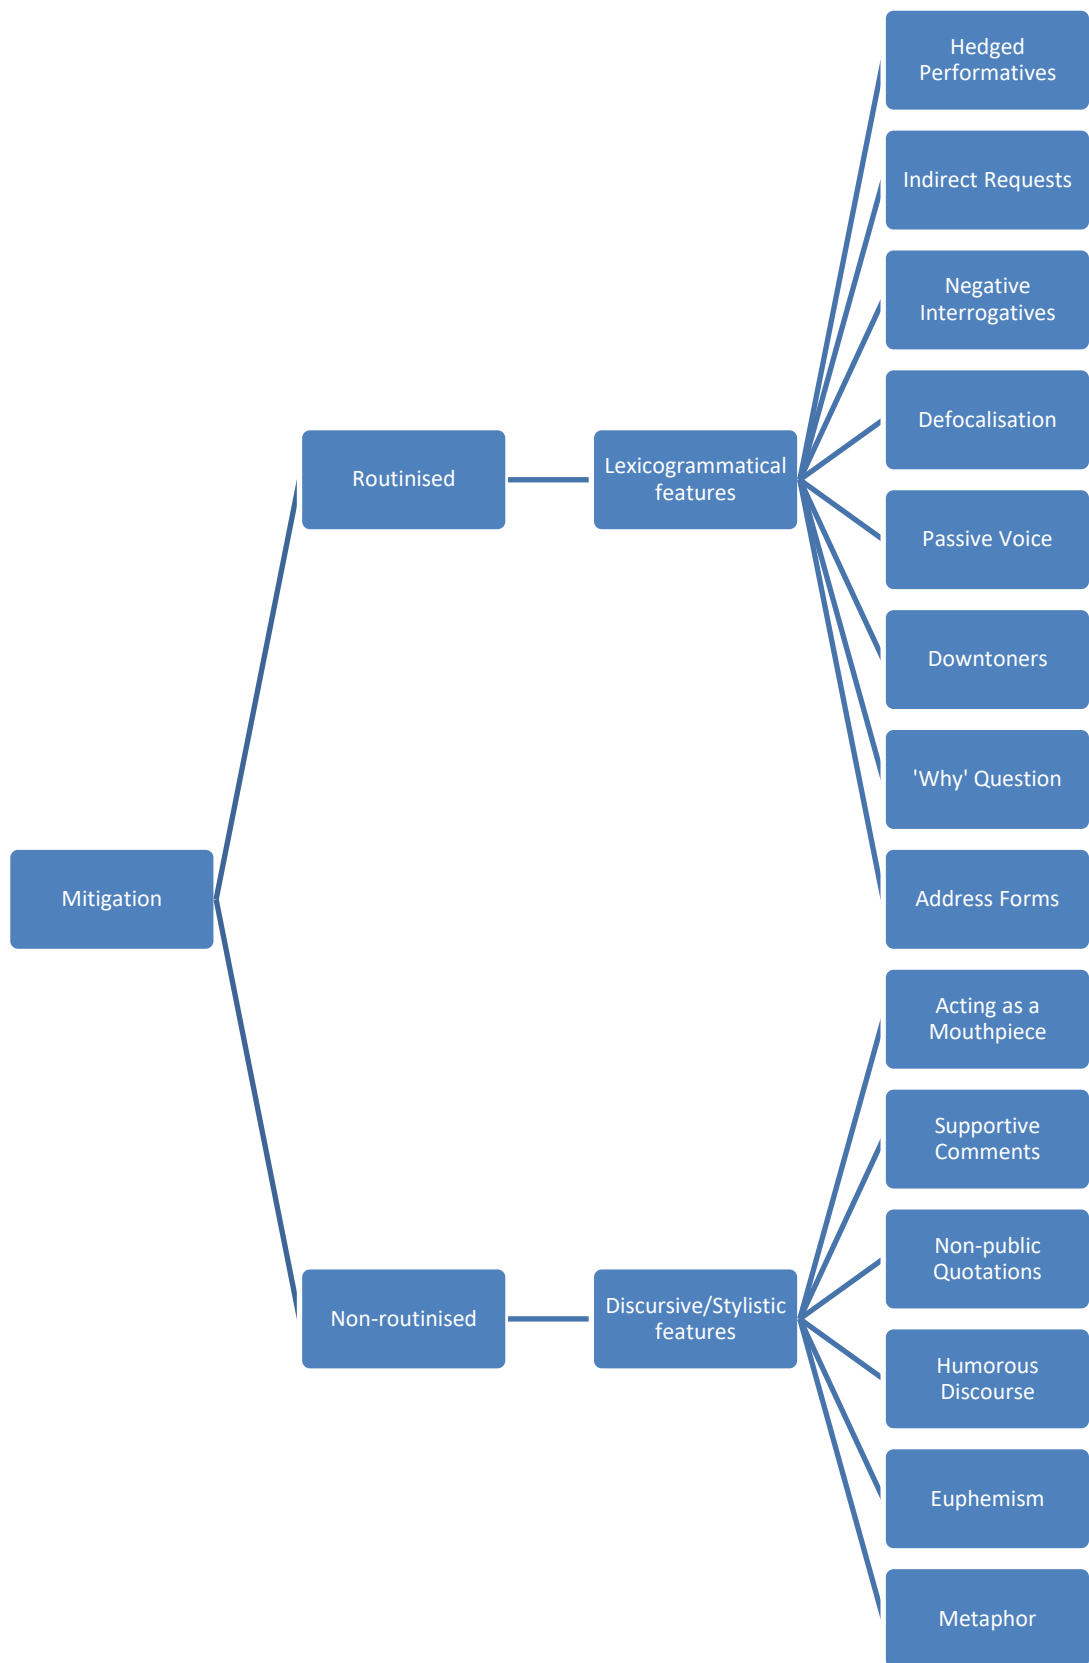 Hedged
Performatives
Indirect Requests
Negative
Interrogatives
Defocalisation
Routinised
Lexicogrammatical
features
Passive Voice
Downtoners
'Why' Question
Mitigation
Address Forms
Acting as a
Mouthpiece
Supportive
Comments
Non-public
Quotations
Non-routinised
Discursive/Stylistic
features
Humorous
Discourse
Euphemism
Metaphor